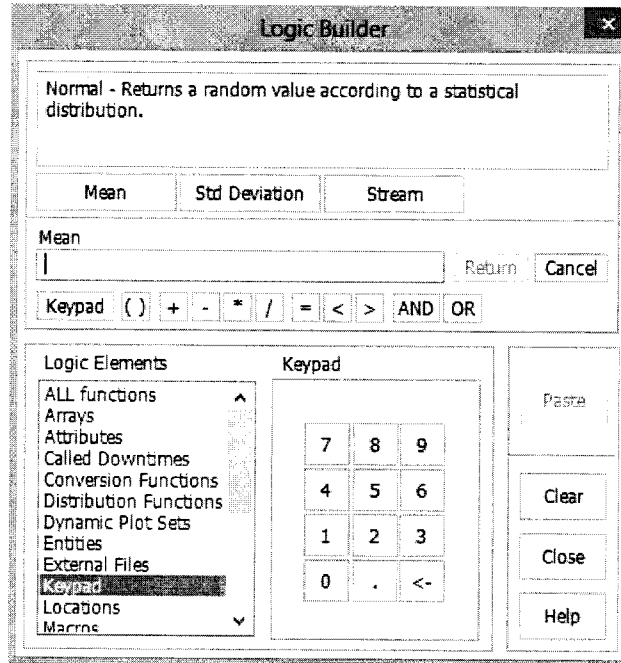 Logic Builder
×
Normal - Returns a random value according to a statistical
distribution.
Mean Std Deviation Stream
Mean
Return Cancel
Keypad ( ) + - * / = < > AND OR
Logic Elements
ALL functions
Arrays
Attributes
Called Downtimes
Conversion Functions
Distribution Functions
Dynamic Plot Sets
Entities
External Files
Keypad
Locations
Macros
Keypad
7 8 9
4 5 6
1 2 3
0 . <-
Paste
Clear
Close
Help